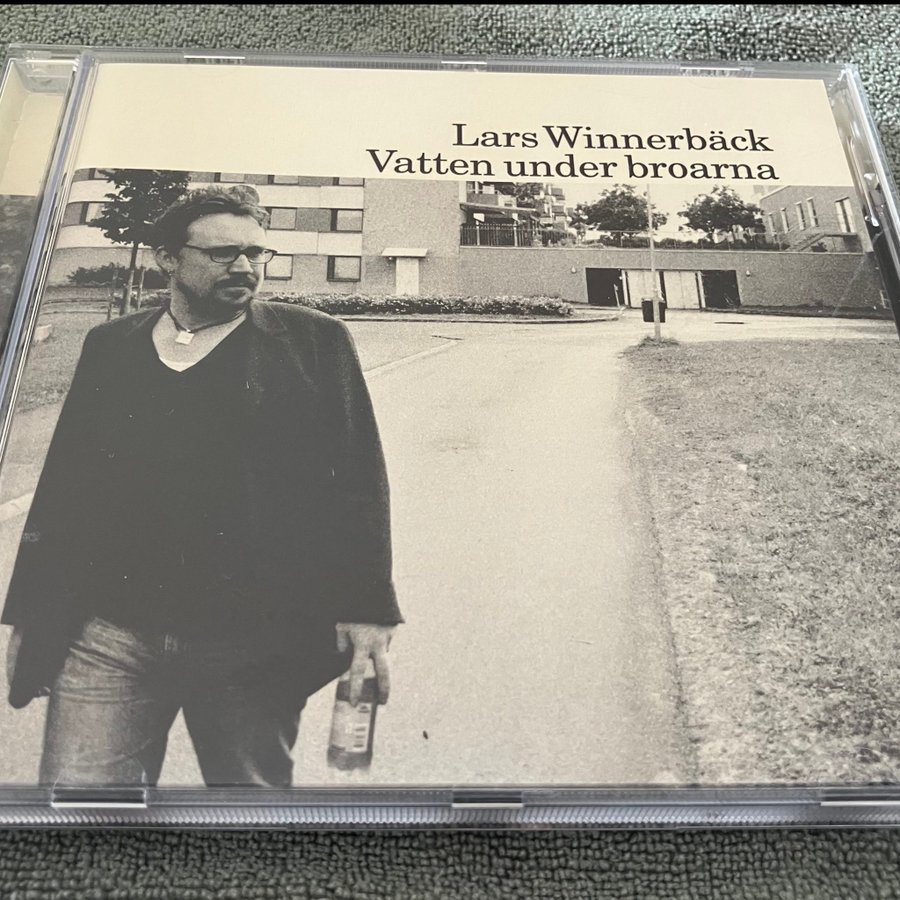 Lars Winnerbäck
Vatten under broarna